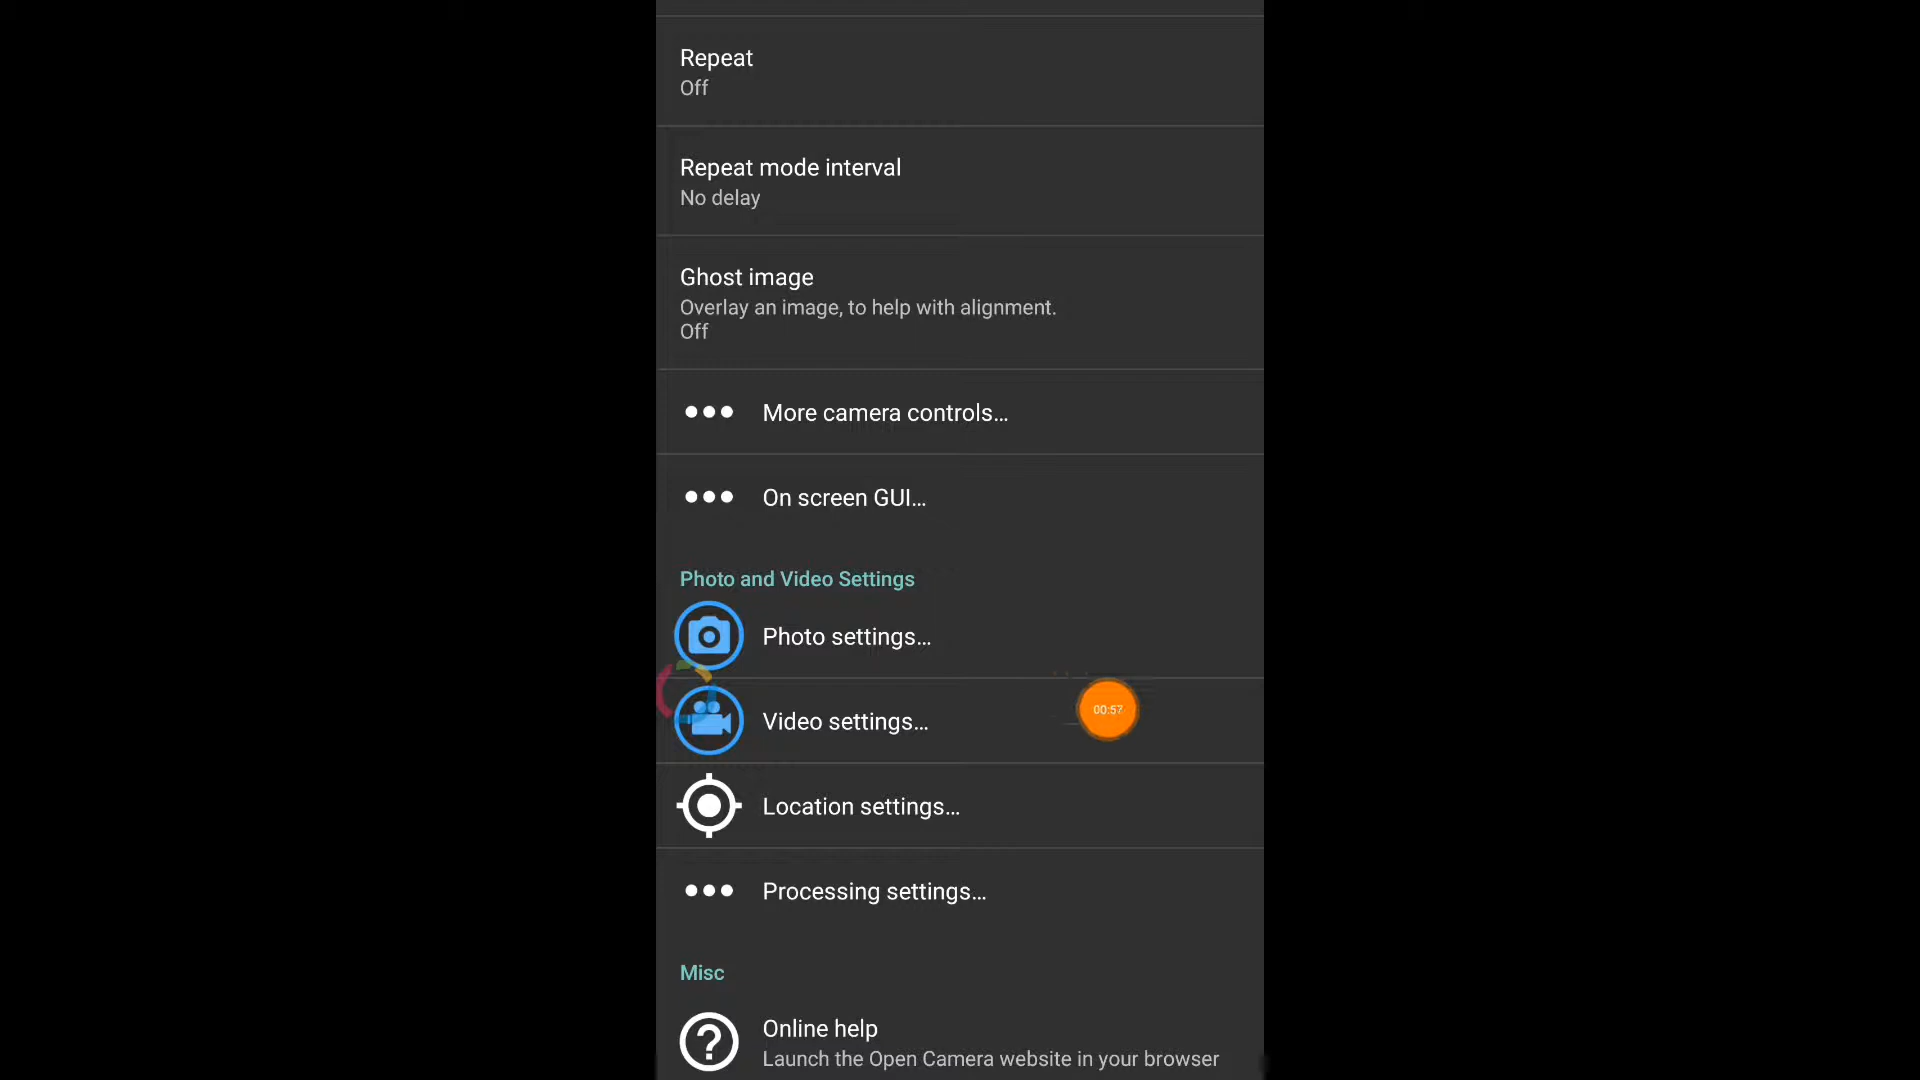 Repeat
Off
Repeat mode interval
No delay
Ghost image
Overlay an image, to help with alignment.
Off
More camera controls...
On screen GUI...
Photo and Video Settings
Photo settings...
Video settings...
00:57
Location settings...
Processing settings...
Misc
Online help
Launch the Open Camera website in your browser